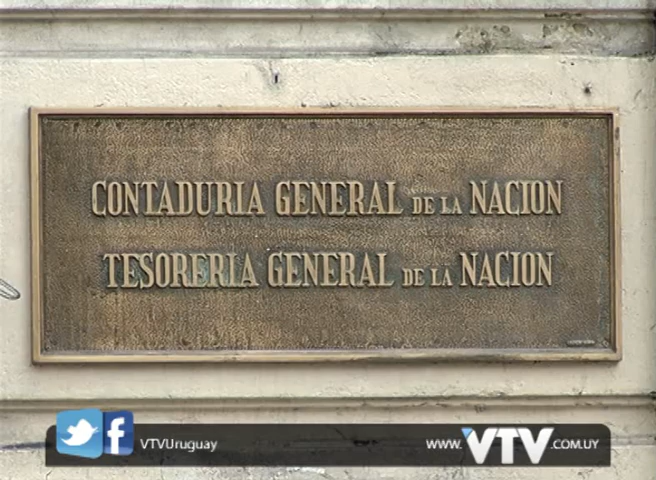 CONTADURIA GENERAL DE LA NACION
TESORERIA GENERAL DE LA NACION
VTVURUGUAY
WWW.VTV.COM.UY